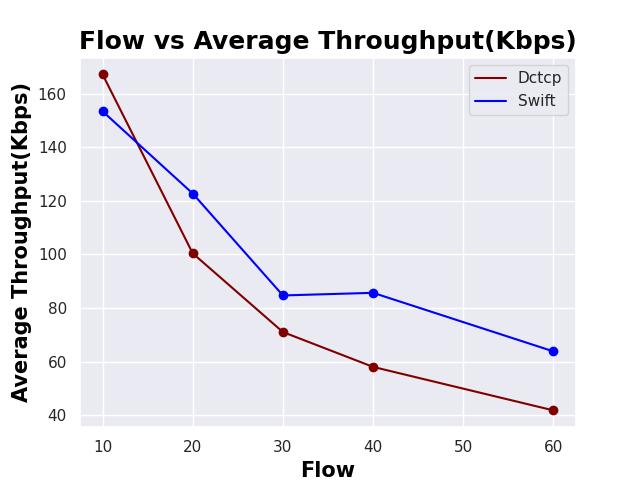 Flow vs Average Throughput(Kbps)
Dctcp
Swift
Average Throughput(Kbps)
160
140
120
100
80
60
40
10 20 30 40 50 60
Flow